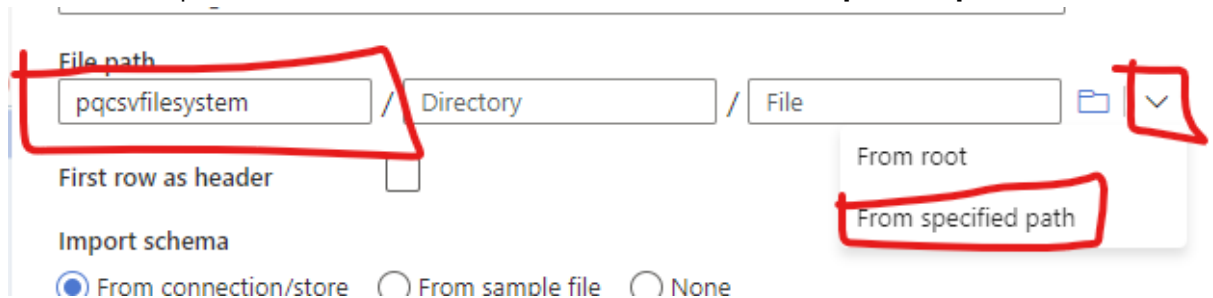 File path
pqcsvfilesystem / Directory / File
From root
First row as header
From specified path
Import schema
From connection/store From sample file None